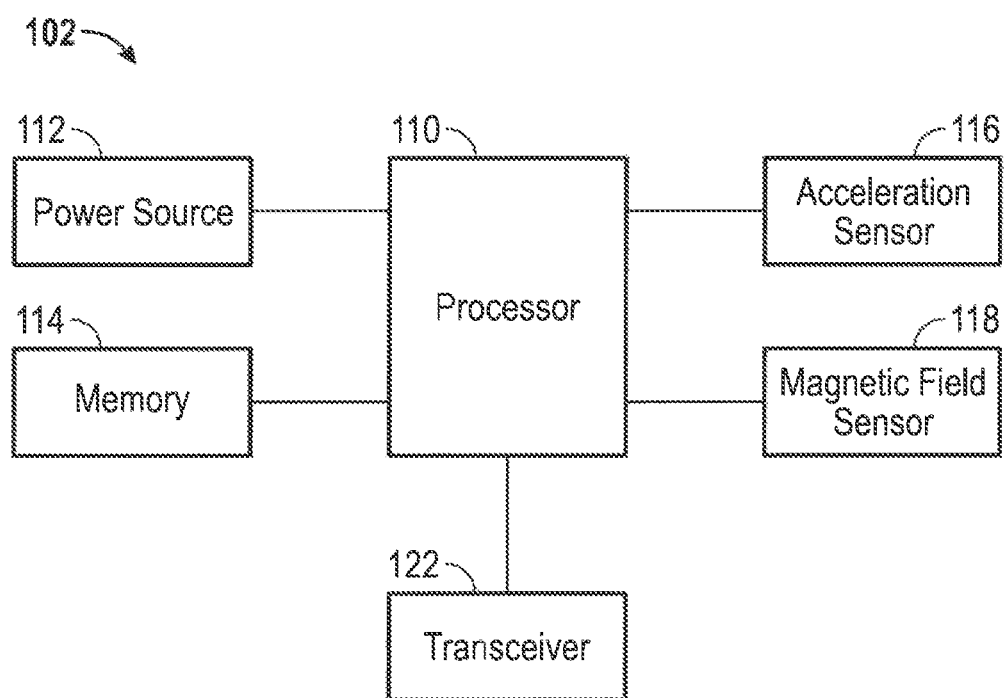 102
112
110
116
Power Source
Processor
Acceleration
Sensor
114
118
Memory
Magnetic Field
Sensor
122
Transceiver